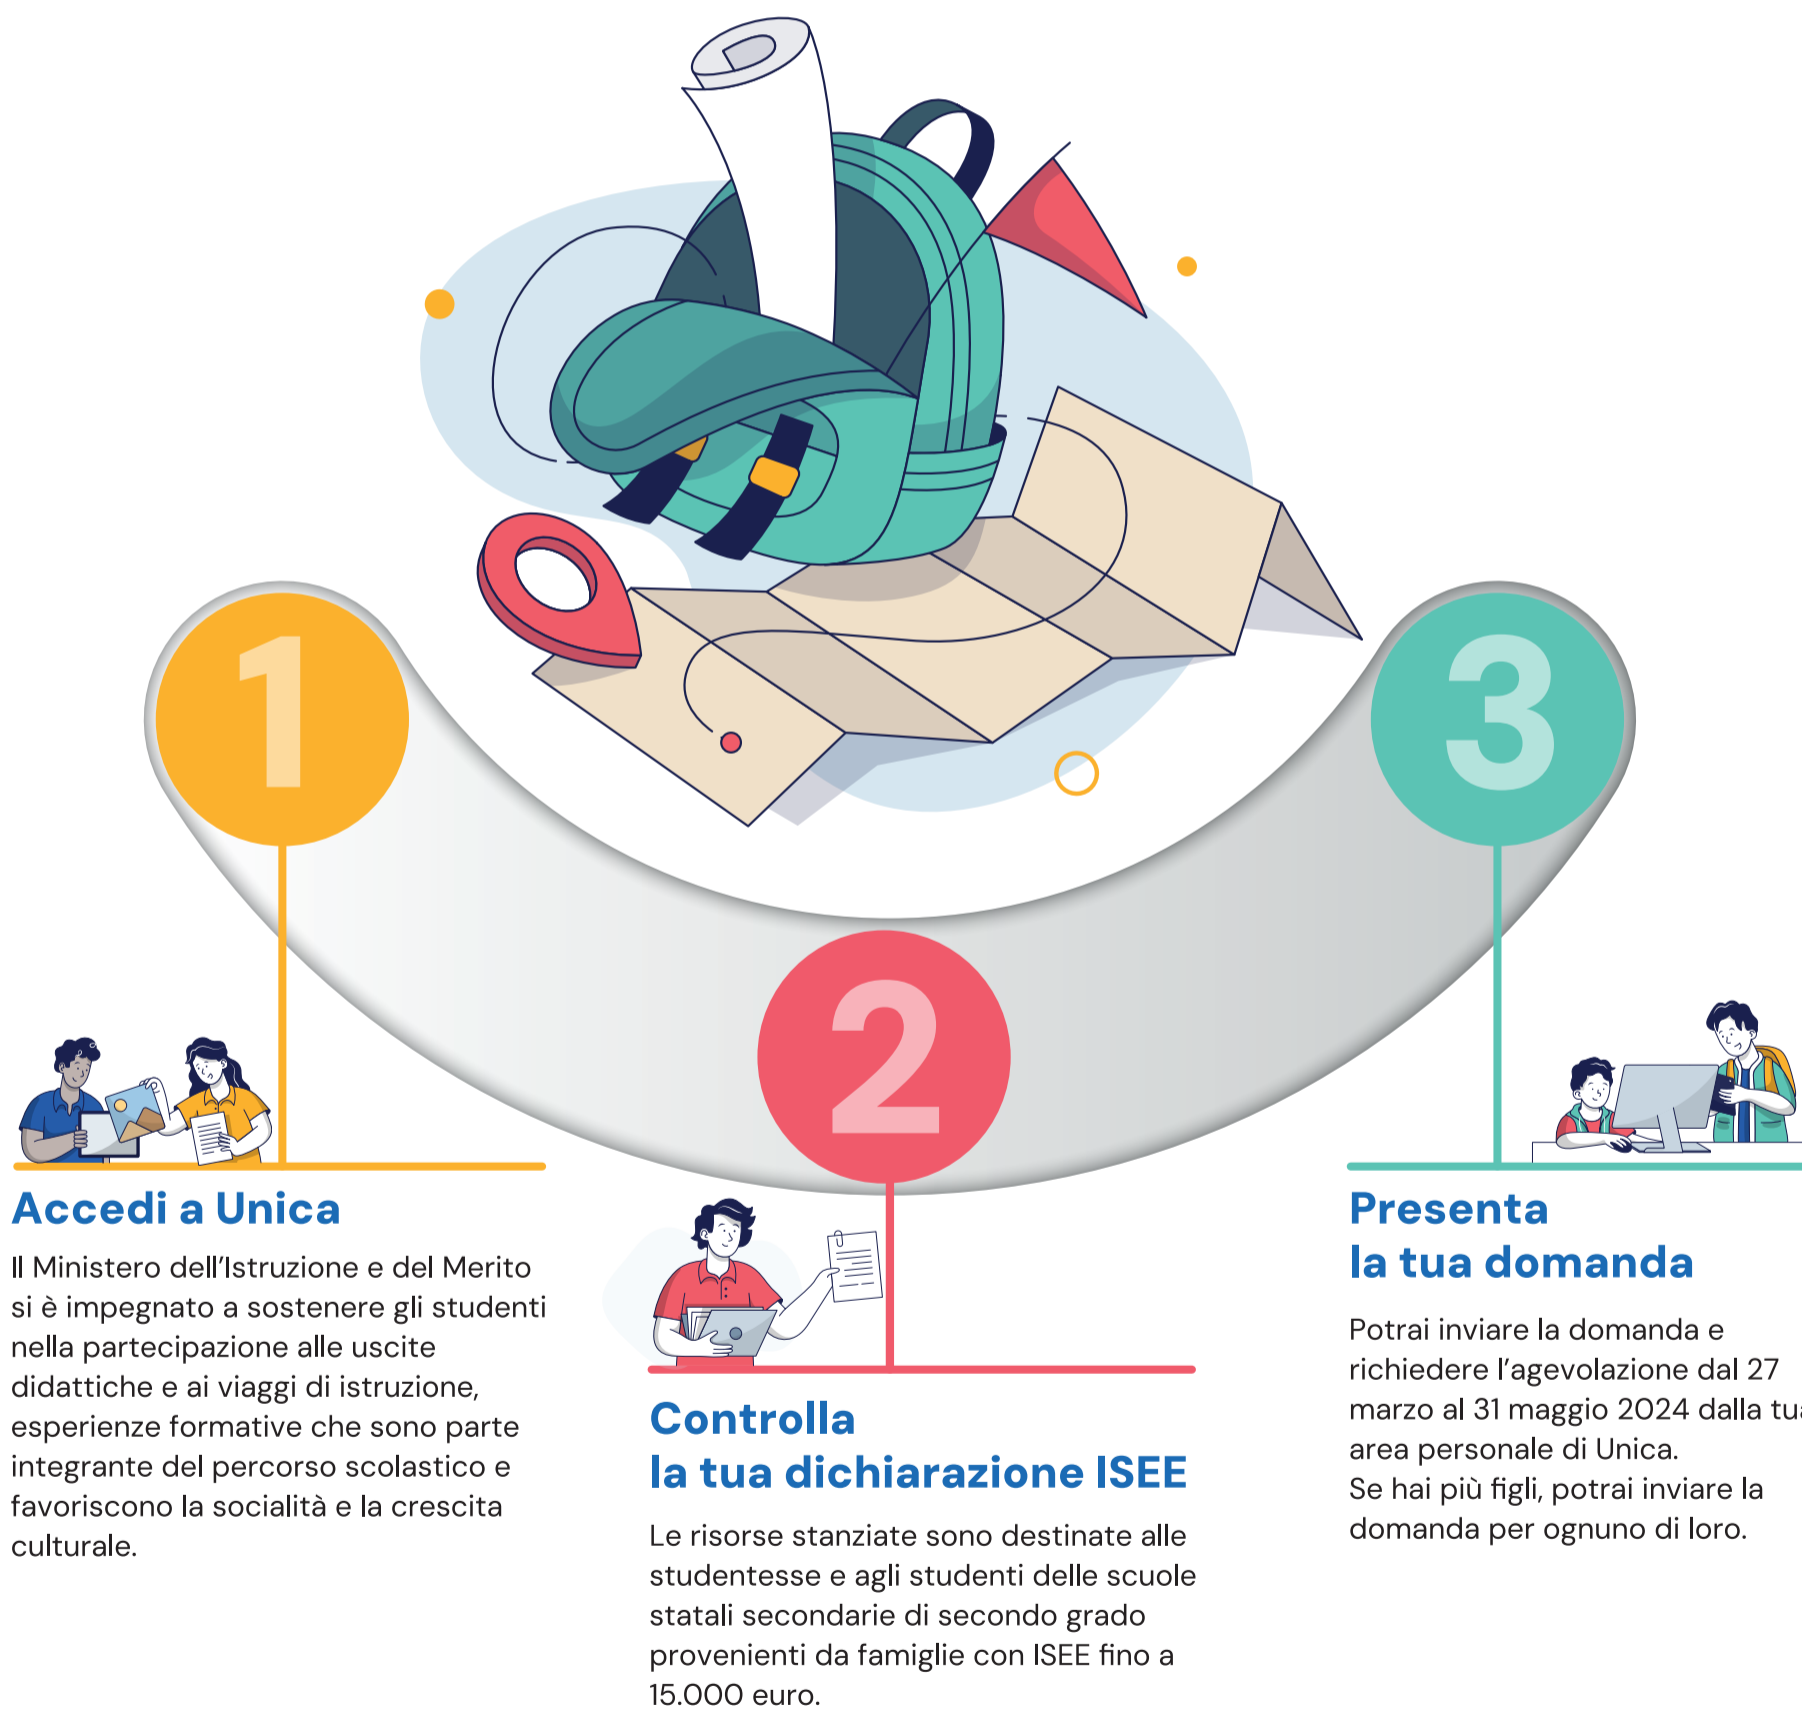 1
Accedi a Unica
Il Ministero dell'Istruzione e del Merito
si è impegnato a sostenere gli studenti
nella partecipazione alle uscite
didattiche e ai viaggi di istruzione,
esperienze formative che sono parte
integrante del percorso scolastico e
favoriscono la socialità e la crescita
culturale.
2
Controlla
la tua dichiarazione ISEE
Le risorse stanziate sono destinate alle
studentesse e agli studenti delle scuole
statali secondarie di secondo grado
provenienti da famiglie con ISEE fino a
15.000 euro.
3
Presenta
la tua domanda
Potrai inviare la domanda e
richiedere l'agevolazione dal 27
marzo al 31 maggio 2024 dalla tua
area personale di Unica.
Se hai più figli, potrai inviare la
domanda per ognuno di loro.